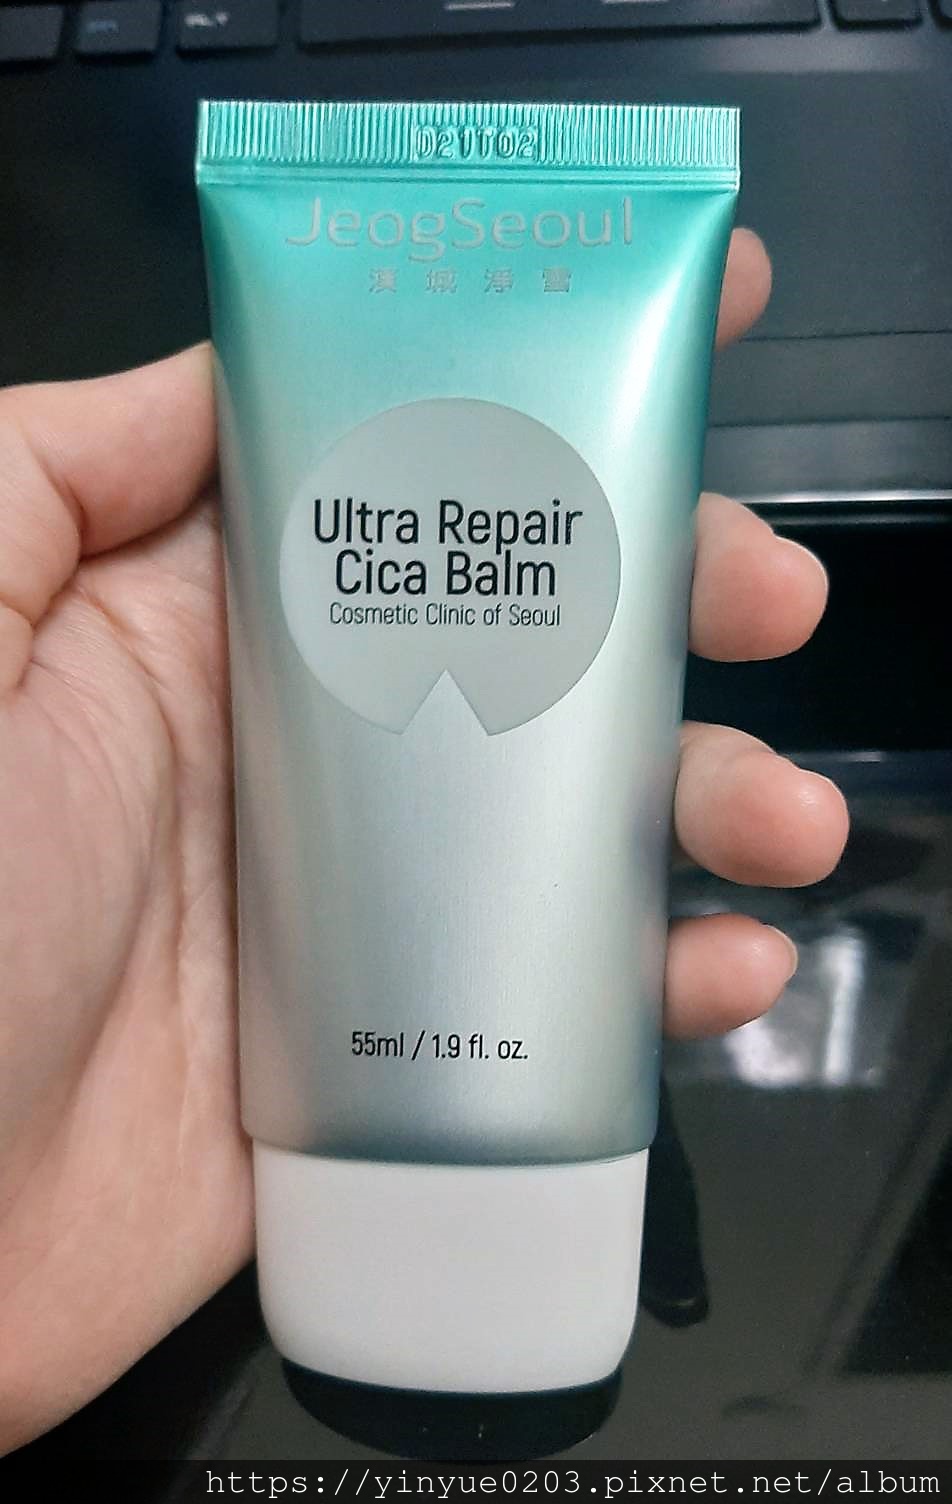 D21T02
JeogSeoul
漢城淨雪
Ultra Repair
Cica Balm
Cosmetic Clinic of Seoul
55ml / 1.9 fl. oz.
https://yinyue0203.pixnet.net/album